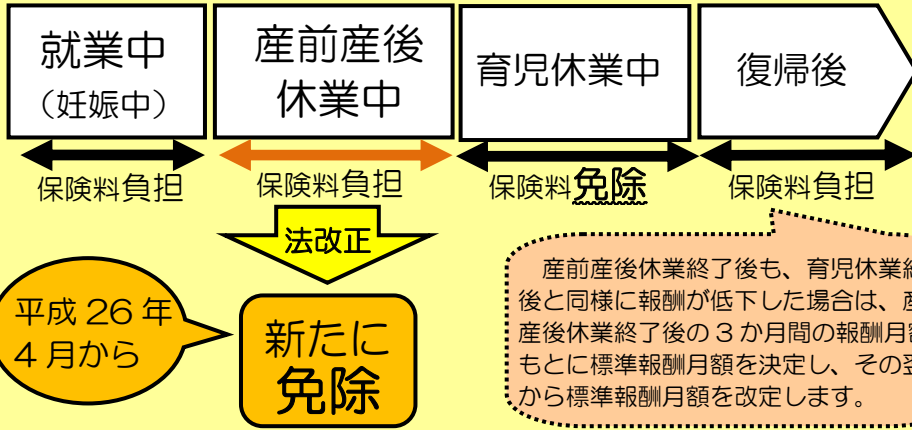 就業中
(妊娠中)
産前産後
休業中
育児休業中
復帰後
保険料負担
保険料負担
保険料免除
保険料負担
法改正
平成 26 年
4 月から
新たに
免除
産前産後休業終了後も、育児休業
後と同様に報酬が低下した場合は、
産後休業終了後の 3 か月間の報酬月
もとに標準報酬月額を決定し、その
から標準報酬月額を改定します。